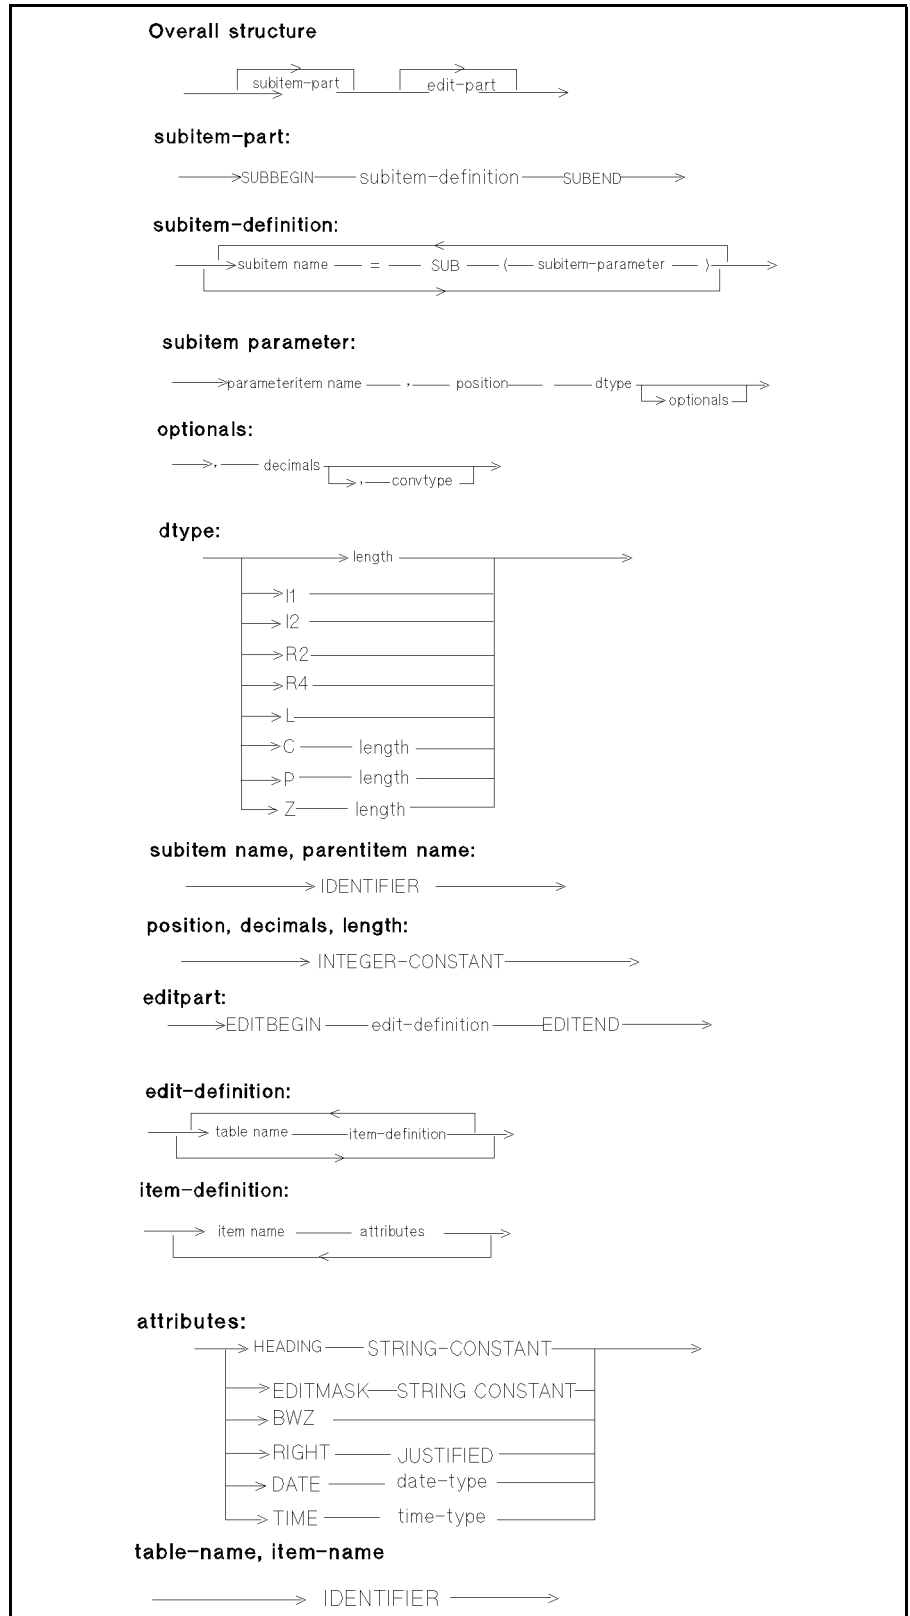 Overall structure
subitem-part edit-part
subitem-part:
SUBBEGIN subitem-definition SUBEND
subitem-definition:
subitem name = SUB ( subitem-parameter )
subitem parameter:
parameteritem name , position dtype
optionals
optionals:
, decimals
, convtype
dtype:
length
I1
I2
R2
R4
L
C length
P length
Z length
subitem name, parentitem name:
IDENTIFIER
position, decimals, length:
INTEGER-CONSTANT
editpart:
EDITBEGIN edit-definition EDITEND
edit-definition:
table name item-definition
item-definition:
item name attributes
attributes:
HEADING STRING-CONSTANT
EDITMASK STRING CONSTANT
BWZ
RIGHT JUSTIFIED
DATE date-type
TIME time-type
table-name, item-name
IDENTIFIER